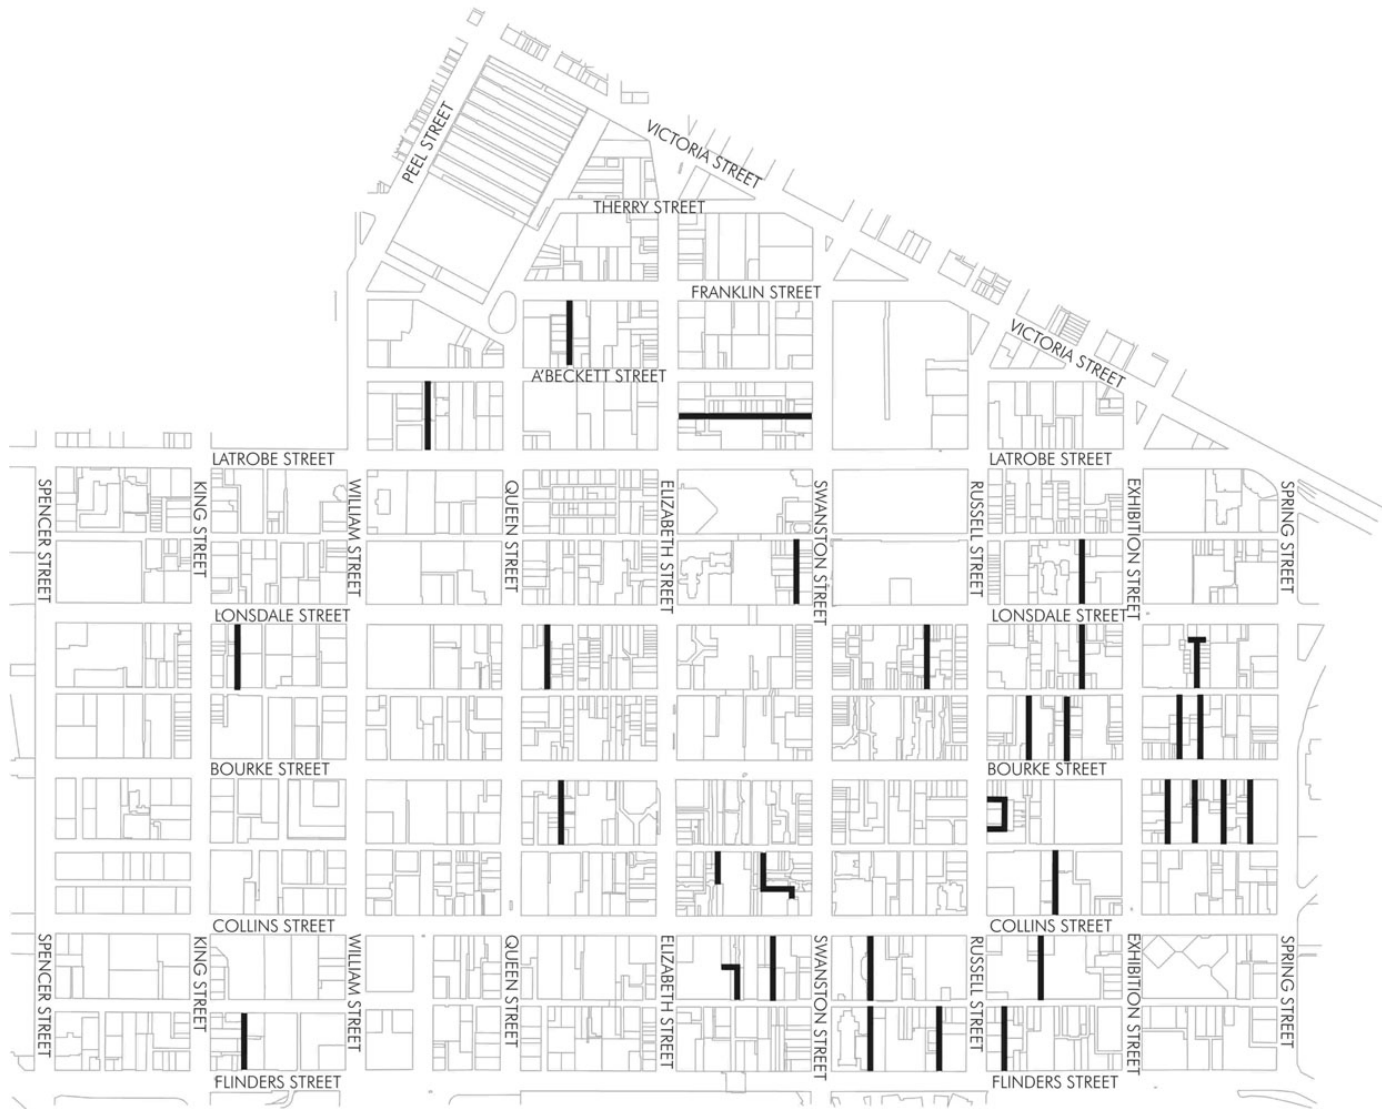 PEEL STREET
VICTORIA STREET
THERRY STREET
FRANKLIN STREET
VICTORIA STREET
A'BECKETT STREET
LATROBE STREET
LATROBE STREET
SPENCER STREET
KING STREET
WILLIAM STREET
QUEEN STREET
ELIZABETH STREET
SWANSTON STREET
RUSSELL STREET
EXHIBITION STREET
SPRING STREET
LONSDALE STREET
LONSDALE STREET
BOURKE STREET
BOURKE STREET
COLLINS STREET
COLLINS STREET
SPENCER STREET
KING STREET
WILLIAM STREET
QUEEN STREET
ELIZABETH STREET
SWANSTON STREET
RUSSELL STREET
EXHIBITION STREET
SPRING STREET
FLINDERS STREET
FLINDERS STREET